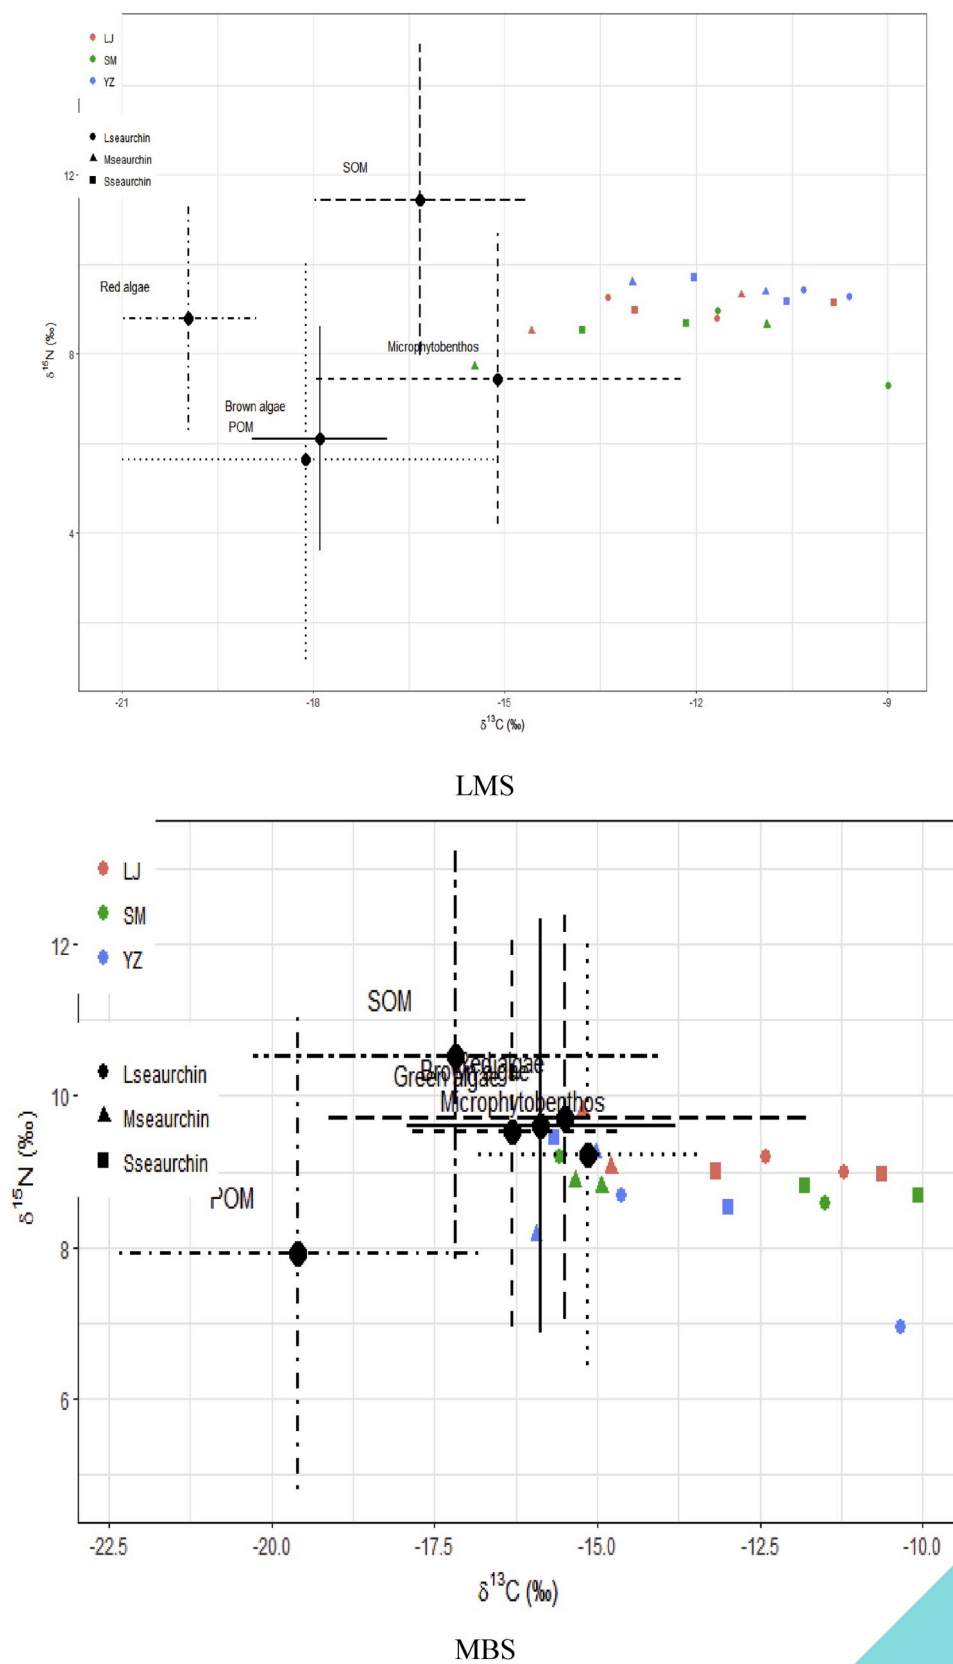 LJ
SM
YZ
Lseaurchin
Mseaurchin
Sseaurchin
SOM
Red algae
Microphytobenthos
Brown algae
POM
12
8
4
δ15N (‰)
-21
-18
-15
-12
-9
δ13C (‰)
LMS
LJ
SM
YZ
Lseaurchin
Mseaurchin
Sseaurchin
SOM
Green algae
Microphytobenthos
POM
12
10
8
6
δ 15N (‰)
-22.5
-20.0
-17.5
-15.0
-12.5
-10.0
δ13C (‰)
MBS